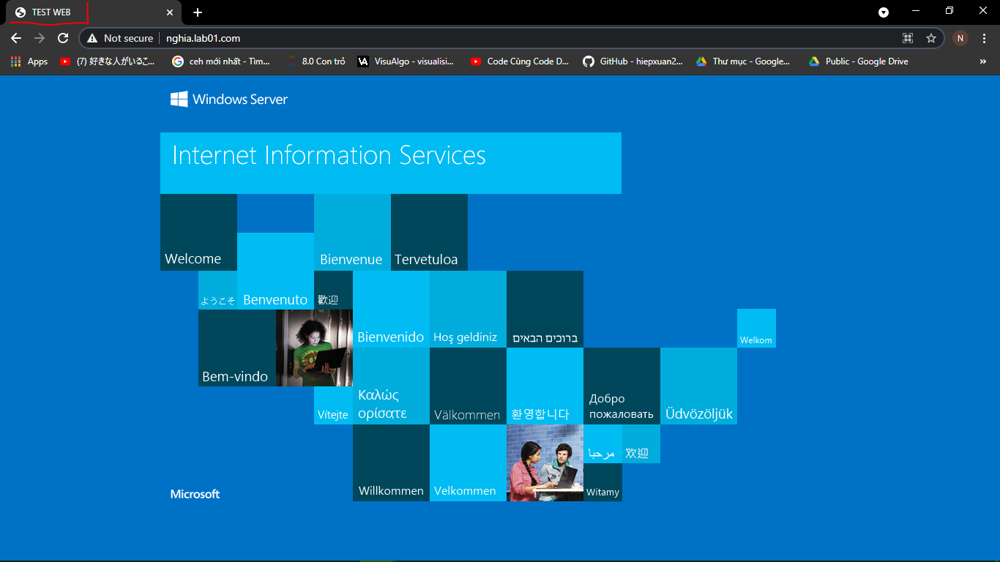 TEST WEB
Not secure
nghia.lab01.com
N
Apps
(7) 好きな人がいるこ...
ceh mới nhất - Tìm...
8.0 Con trỏ
VA
VisuAlgo - visualisi...
Code Cùng Code D...
GitHub - hiepxuan2...
Thư mục - Google...
Public - Google Drive
»
Windows Server
Internet Information Services
Welcome
Bienvenue
Tervetuloa
ようこそ
Benvenuto
歡迎
Bienvenido
Hoş geldiniz
ברוכים הבאים
Welkom
Bem-vindo
Vítejte
Καλώς
ορίσατε
Välkommen
환영합니다
Добро
пожаловать
Üdvözöljük
Willkommen
Velkommen
مرحبا
欢迎
Witamy
Microsoft